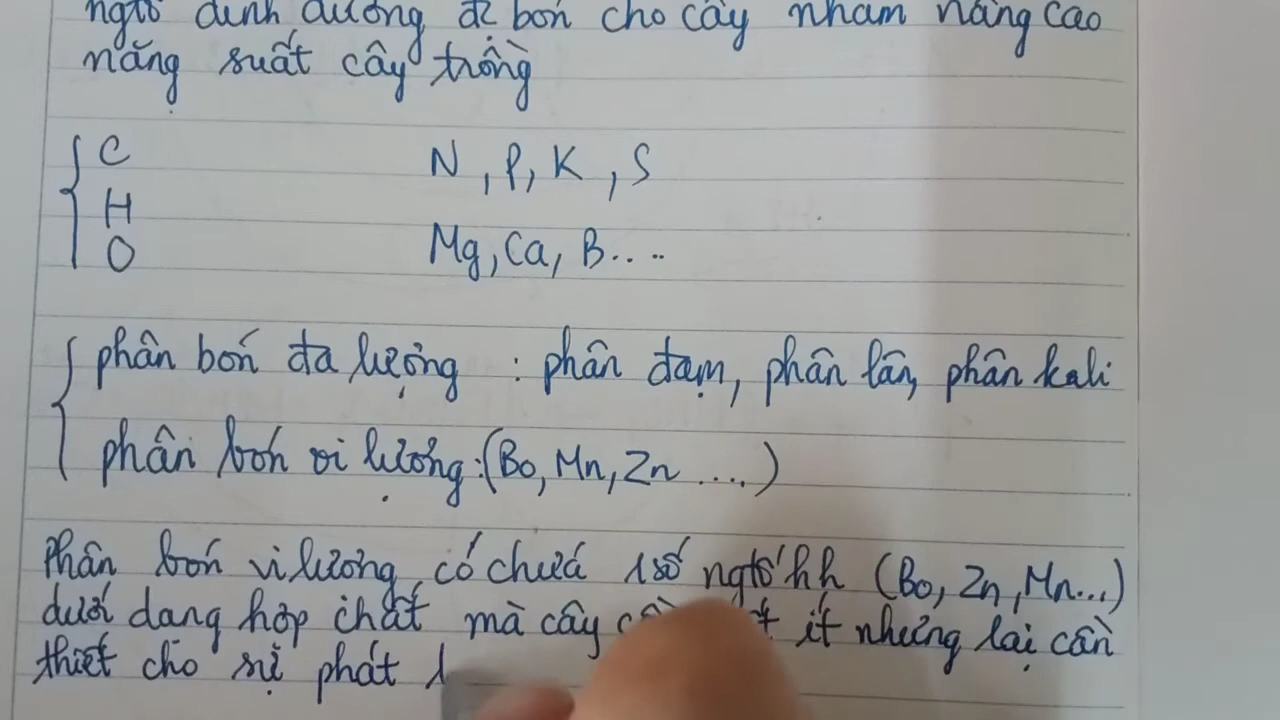 ngtố dinh dưỡng để bón cho cây nhằm nâng cao
năng suất cây trồng
C N, P, K, S
H
O Mg, Ca, B....
phân bón đa lượng : phân đạm, phân lân, phân kali
phân bón vi lượng: (Bo, Mn, Zn ....)
Phân bón vi lượng, có chứa 1 số ngtố hh (Bo, Zn, Mn...)
dưới dạng hợp chất mà cây ít nhưng lại cần
thiết cho sự phát